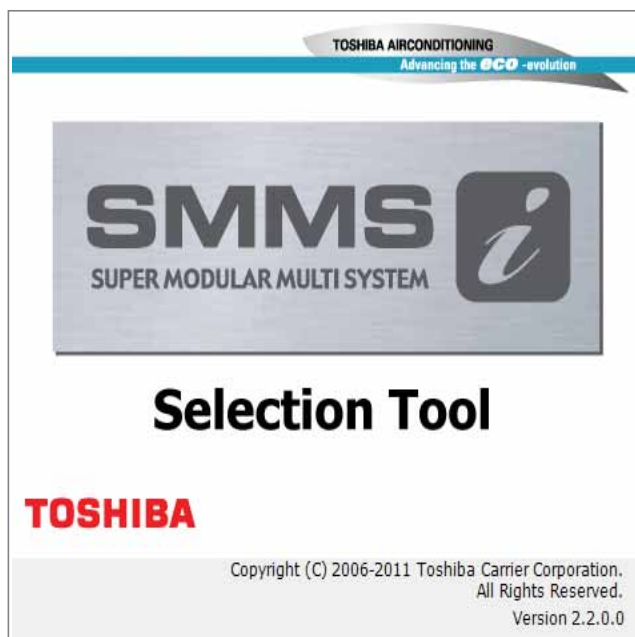 TOSHIBA AIRCONDITIONING
Advancing the eco -evolution
SMMS i
SUPER MODULAR MULTI SYSTEM
Selection Tool
TOSHIBA
Copyright (C) 2006-2011 Toshiba Carrier Corporation.
All Rights Reserved.
Version 2.2.0.0